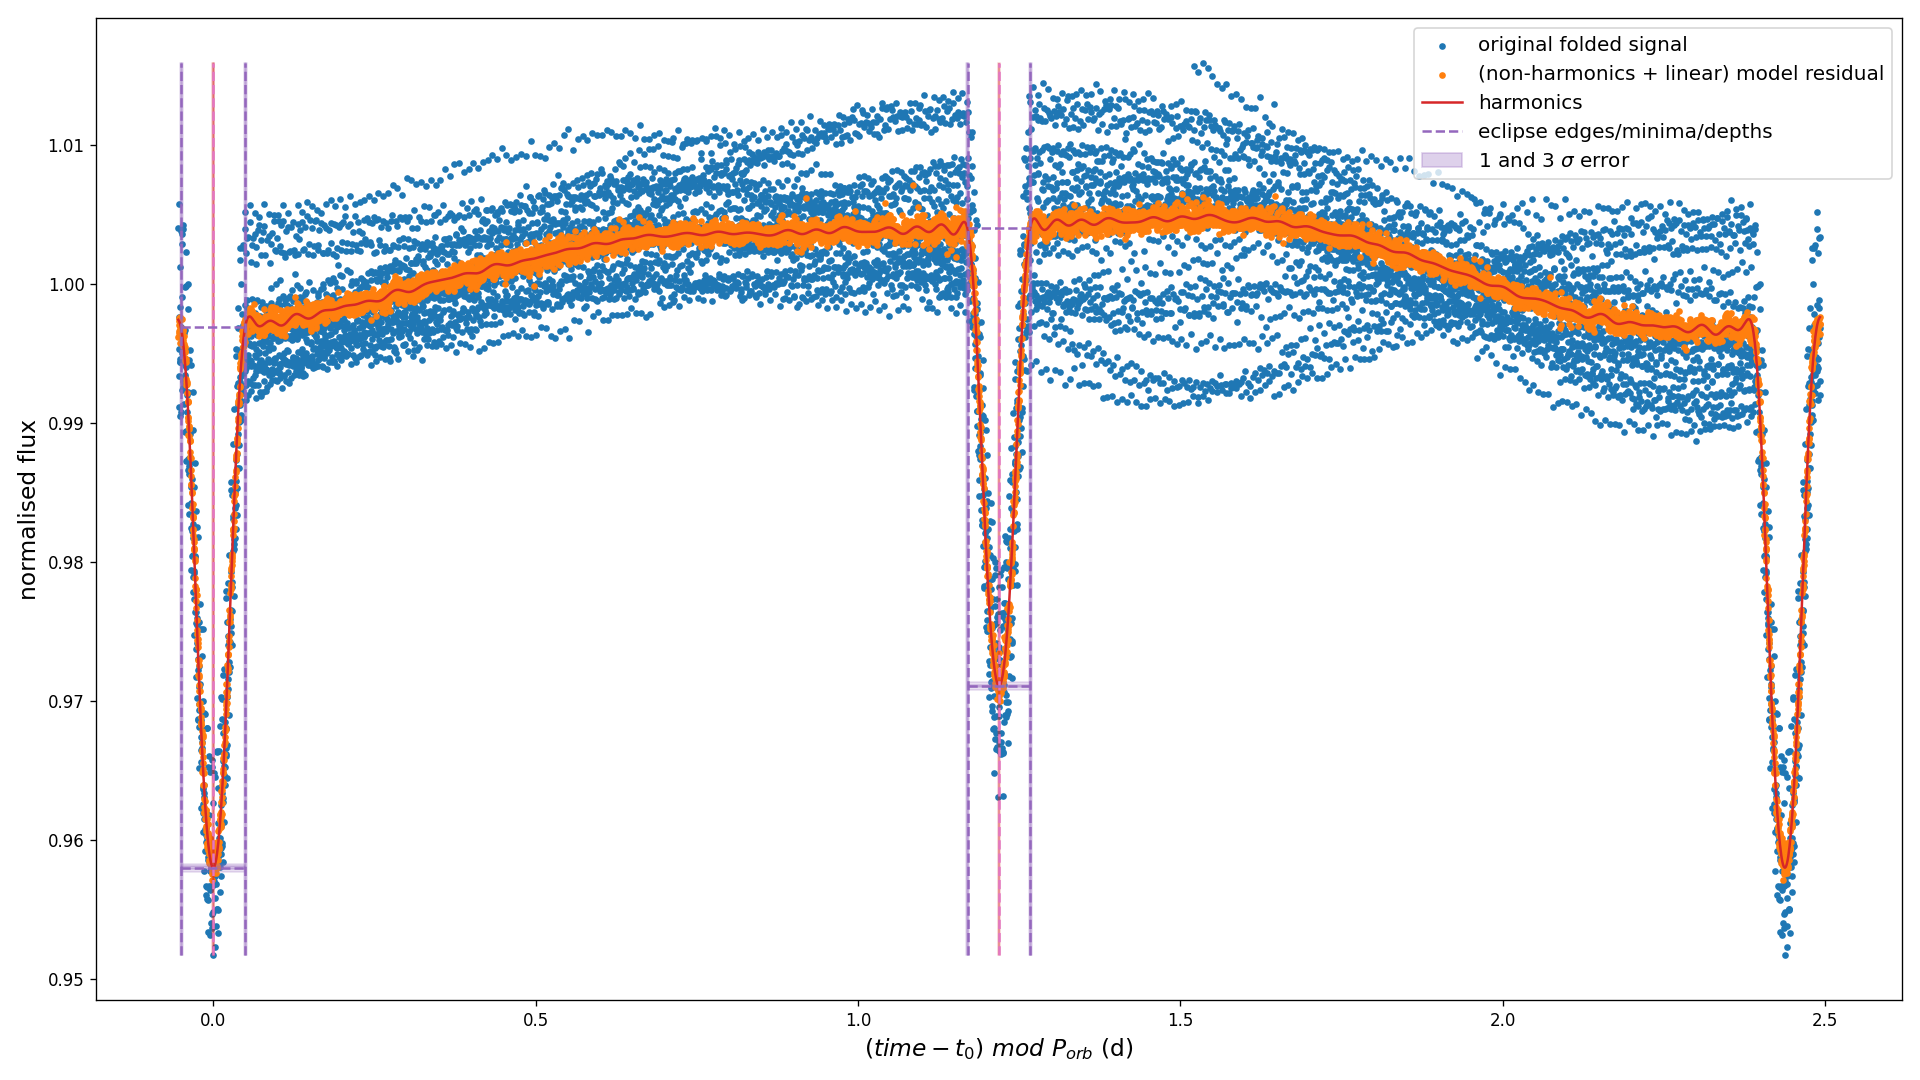 original folded signal
(non-harmonics + linear) model residual
harmonics
eclipse edges/minima/depths
1 and 3 σ error
normalised flux
1.01
1.00
0.99
0.98
0.97
0.96
0.95
0.0 0.5 1.0 1.5 2.0 2.5
(time − t₀) mod Pₒᵣb (d)